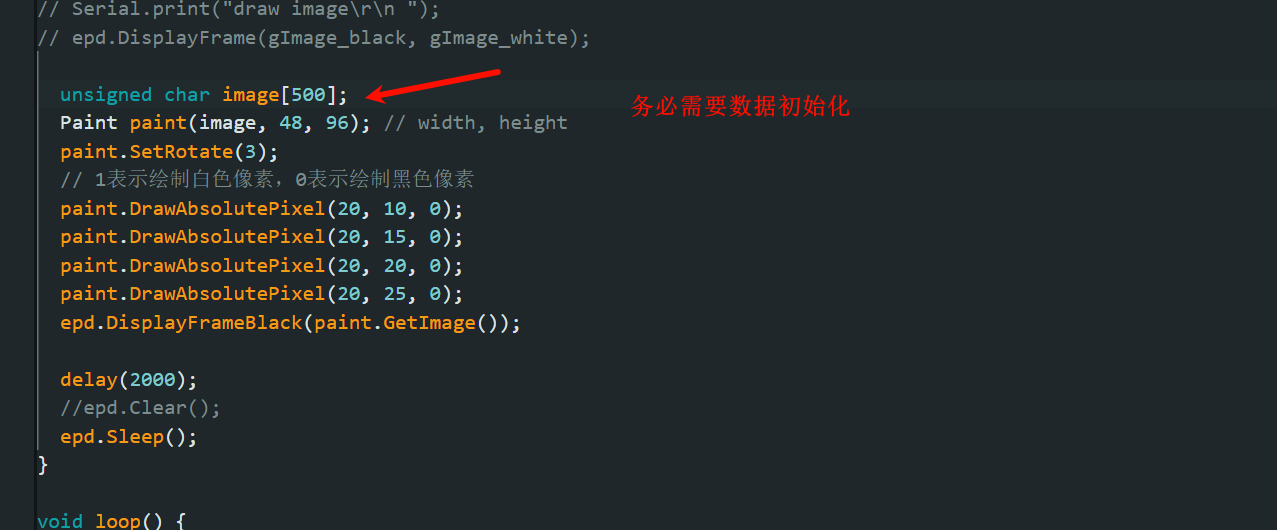 // Serial.print("draw image\r\n ");
// epd.DisplayFrame(gImage_black, gImage_white);
unsigned char image[500];
务必需要数据初始化
Paint paint(image, 48, 96); // width, height
paint.SetRotate(3);
// 1表示绘制白色像素，0表示绘制黑色像素
paint.DrawAbsolutePixel(20, 10, 0);
paint.DrawAbsolutePixel(20, 15, 0);
paint.DrawAbsolutePixel(20, 20, 0);
paint.DrawAbsolutePixel(20, 25, 0);
epd.DisplayFrameBlack(paint.GetImage());
delay(2000);
//epd.Clear();
epd.Sleep();
}
void loop() {